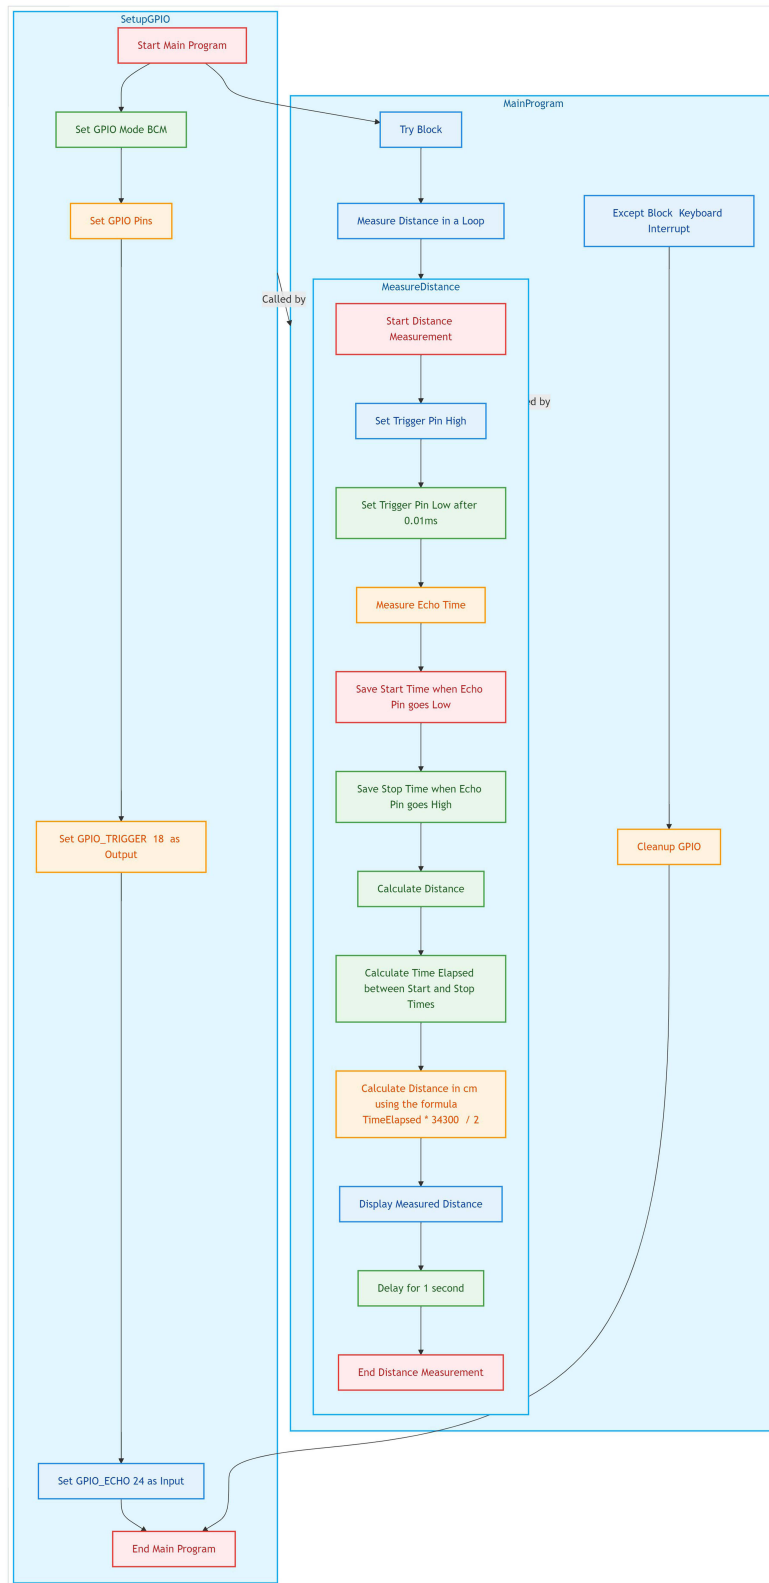 SetupGPIO
Start Main Program
MainProgram
Set GPIO Mode BCM
Try Block
Set GPIO Pins
Measure Distance in a Loop
Except Block  Keyboard
Interrupt
MeasureDistance
Called by
Start Distance
Measurement
by
Set Trigger Pin High
Set Trigger Pin Low after
0.01ms
Measure Echo Time
Save Start Time when Echo
Pin goes Low
Save Stop Time when Echo
Pin goes High
Set GPIO_TRIGGER  18  as
Output
Cleanup GPIO
Calculate Distance
Calculate Time Elapsed
between Start and Stop
Times
Calculate Distance in cm
using the formula
TimeElapsed * 34300  / 2
Display Measured Distance
Delay for 1 second
End Distance Measurement
Set GPIO_ECHO 24 as Input
End Main Program